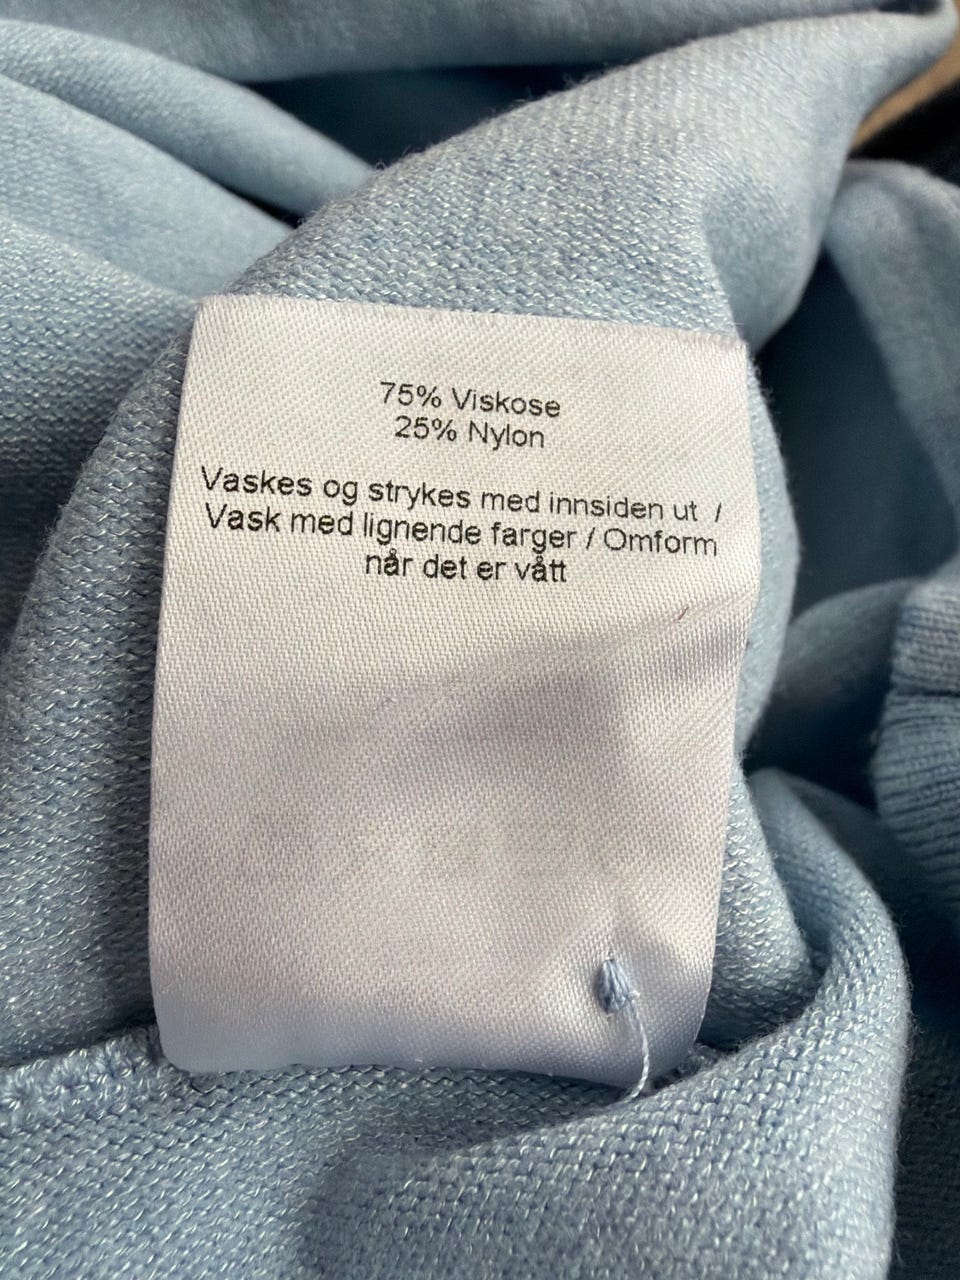 75% Viskose
25% Nylon
Vaskes og strykes med innsiden ut /
Vask med lignende farger / Omform
når det er vått